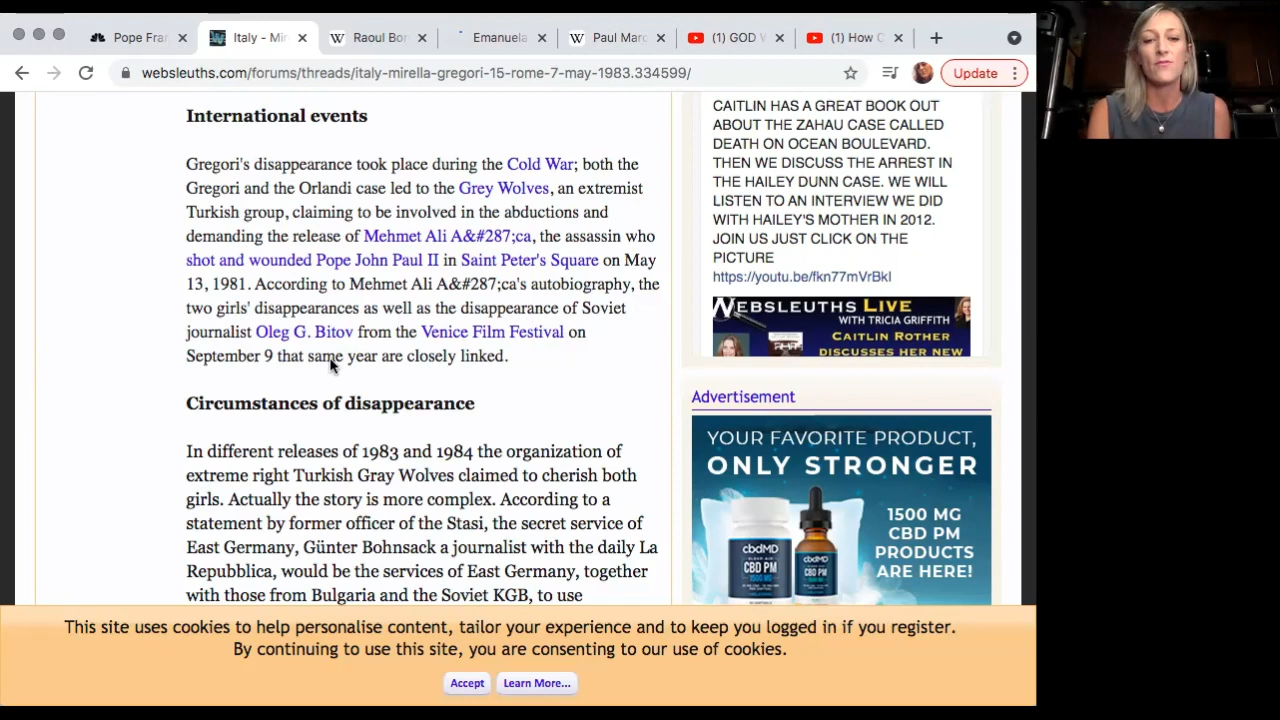 Pope Fra
Italy - Mir
Raoul Bo
Emanuela
Paul Marc
(1) GOD
(1) How C
websleuths.com/forums/threads/italy-mirella-gregori-15-rome-7-may-1983.334599/
Update
International events
Gregori's disappearance took place during the Cold War; both the
Gregori and the Orlandi case led to the Grey Wolves, an extremist
Turkish group, claiming to be involved in the abductions and
demanding the release of Mehmet Ali A&#287;ca, the assassin who
shot and wounded Pope John Paul II in Saint Peter's Square on May
13, 1981. According to Mehmet Ali A&#287;ca's autobiography, the
two girls' disappearances as well as the disappearance of Soviet
journalist Oleg G. Bitov from the Venice Film Festival on
September 9 that same year are closely linked.
Circumstances of disappearance
In different releases of 1983 and 1984 the organization of
extreme right Turkish Gray Wolves claimed to cherish both
girls. Actually the story is more complex. According to a
statement by former officer of the Stasi, the secret service of
East Germany, Günter Bohnsack a journalist with the daily La
Repubblica, would be the services of East Germany, together
with those from Bulgaria and the Soviet KGB, to use
CAITLIN HAS A GREAT BOOK OUT
ABOUT THE ZAHAU CASE CALLED
DEATH ON OCEAN BOULEVARD.
THEN WE DISCUSS THE ARREST IN
THE HAILEY DUNN CASE. WE WILL
LISTEN TO AN INTERVIEW WE DID
WITH HAILEY'S MOTHER IN 2012.
JOIN US JUST CLICK ON THE
PICTURE
https://youtu.be/fkn77mVrBkI
WEBSLEUTHS LIVE
WITH TRICIA GRIFFITH
CAITLIN ROTHER
DISCUSSES HER NEW
Advertisement
YOUR FAVORITE PRODUCT,
ONLY STRONGER
1500 MG
CBD PM
PRODUCTS
ARE HERE!
cbdMD
CBD PM
cbdMD
CBD PM
This site uses cookies to help personalise content, tailor your experience and to keep you logged in if you register.
By continuing to use this site, you are consenting to our use of cookies.
Accept
Learn More...